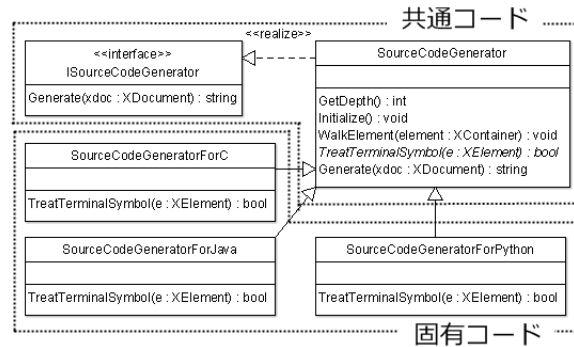 共通コード
<<realize>>
<<interface>>
ISourceCodeGenerator
Generate(xdoc : XDocument) : string
SourceCodeGenerator
GetDepth() : int
Initialize() : void
WalkElement(element : XContainer) : void
TreatTerminalSymbol(e : XElement) : bool
Generate(xdoc : XDocument) : string
SourceCodeGeneratorForC
TreatTerminalSymbol(e : XElement) : bool
SourceCodeGeneratorForJava
TreatTerminalSymbol(e : XElement) : bool
SourceCodeGeneratorForPython
TreatTerminalSymbol(e : XElement) : bool
固有コード